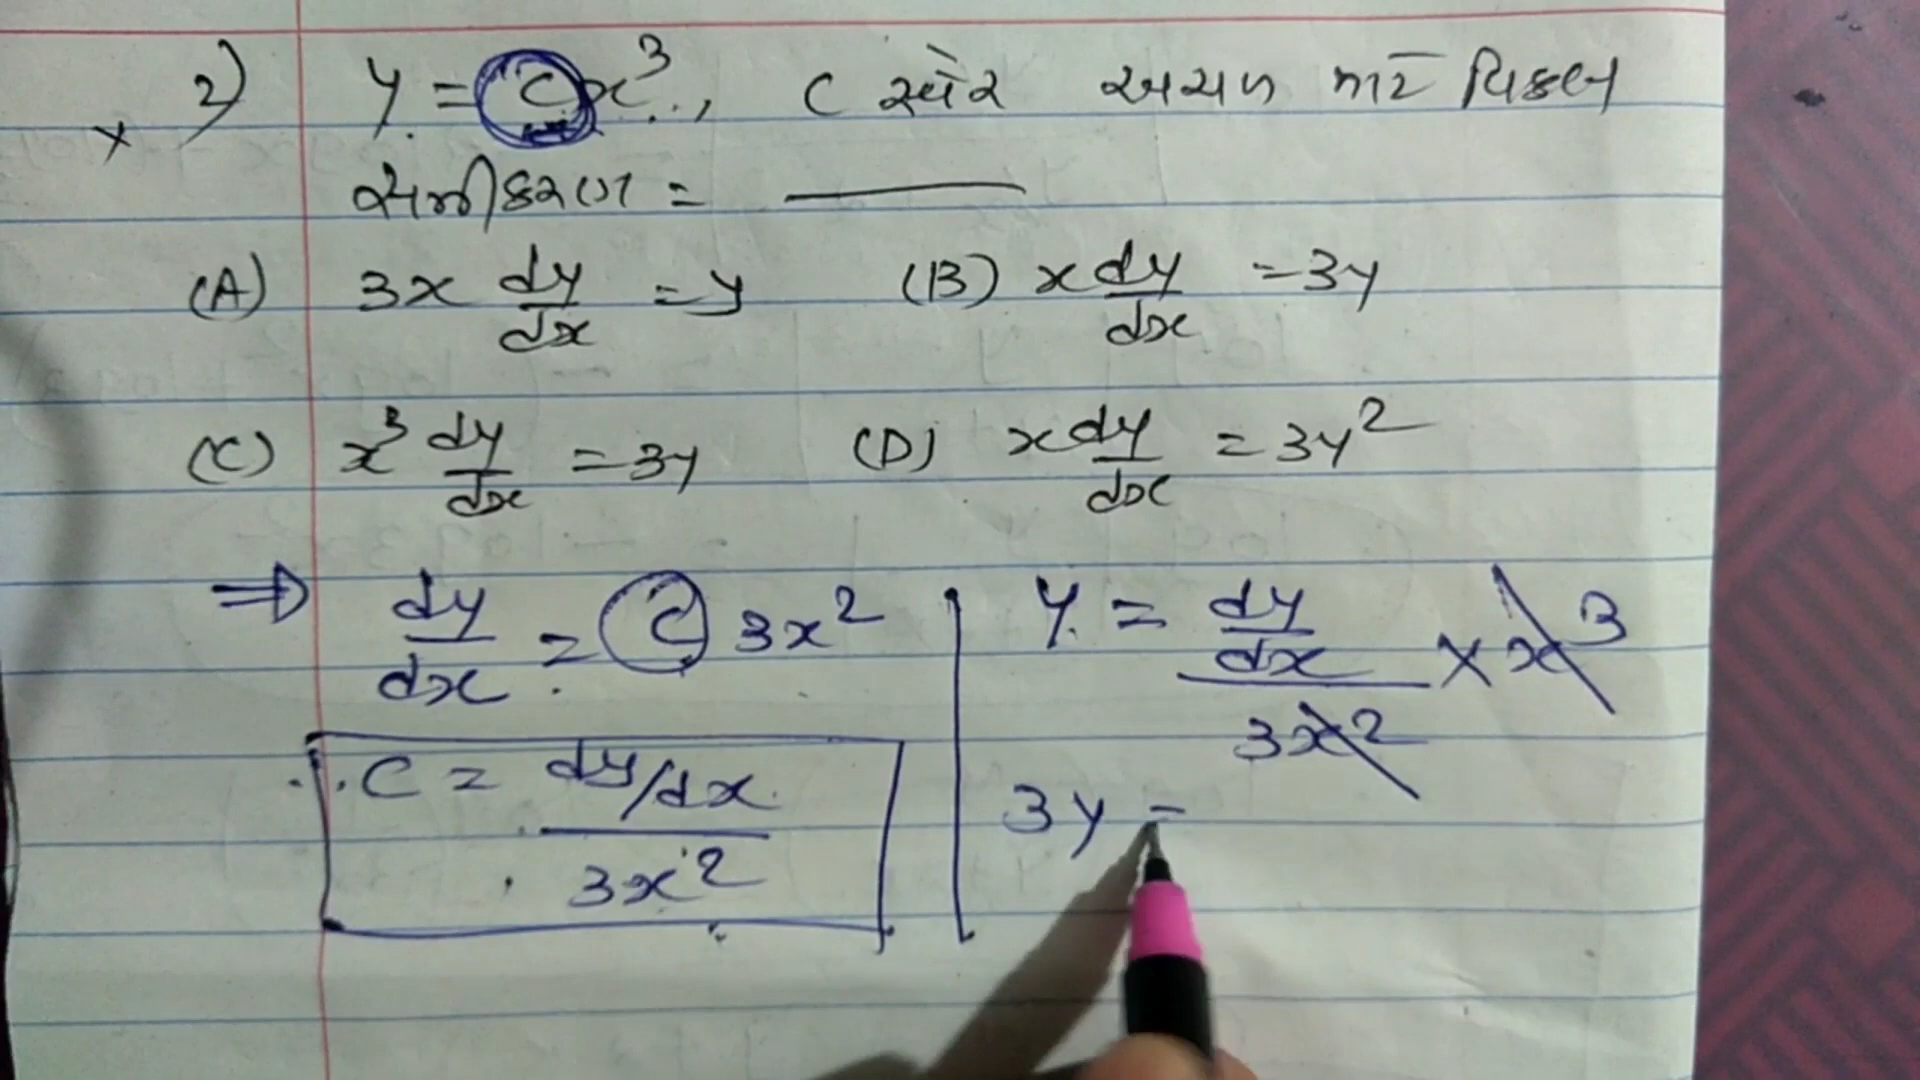 × 2) y = cx³, C સ્વૈર અચળ માટે વિકલ
સમીકરણ = ______
(A) 3x dy/dx = y (B) x dy/dx = 3y
(C) x³ dy/dx = 3y (D) x dy/dx = 3y²
⇒ dy/dx = C 3x²
∴ C = dy/dx / 3x²
y = dy/dx / 3x² × x³
3y =